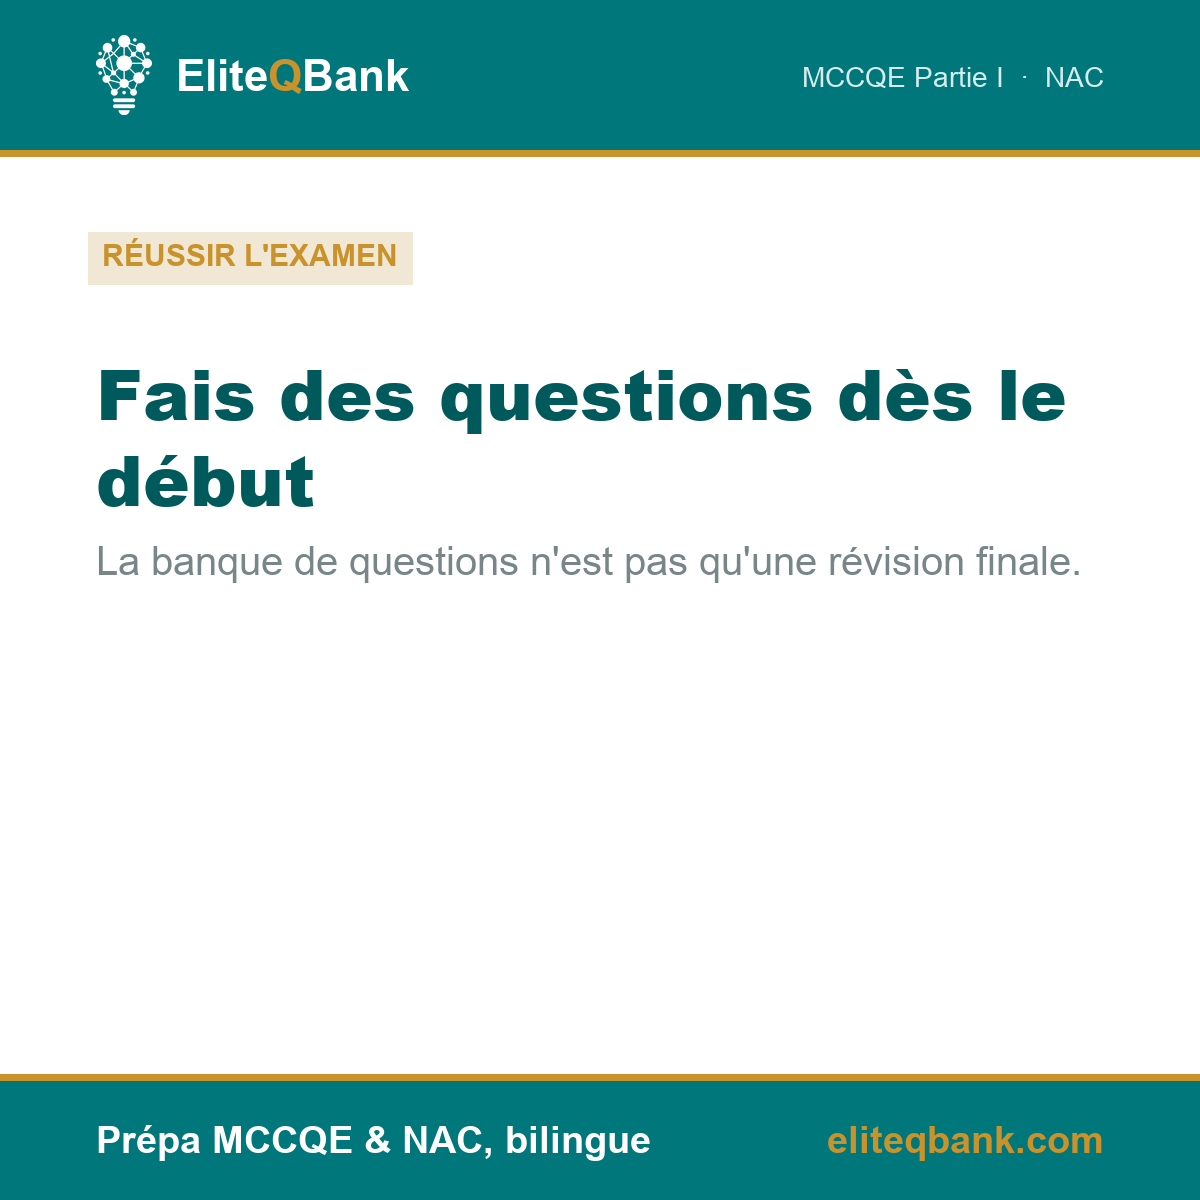 EliteQBank
MCCQE Partie I · NAC
RÉUSSIR L'EXAMEN
Fais des questions dès le
début
La banque de questions n'est pas qu'une révision finale.
Prépa MCCQE & NAC, bilingue
eliteqbank.com